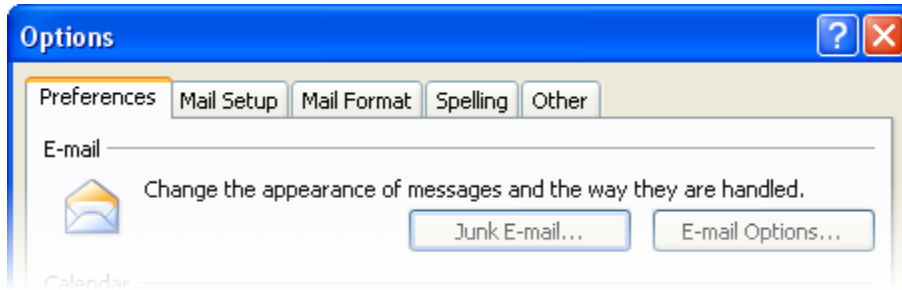 Options
Preferences Mail Setup Mail Format Spelling Other
E-mail
Change the appearance of messages and the way they are handled.
Junk E-mail... E-mail Options...
Calendar